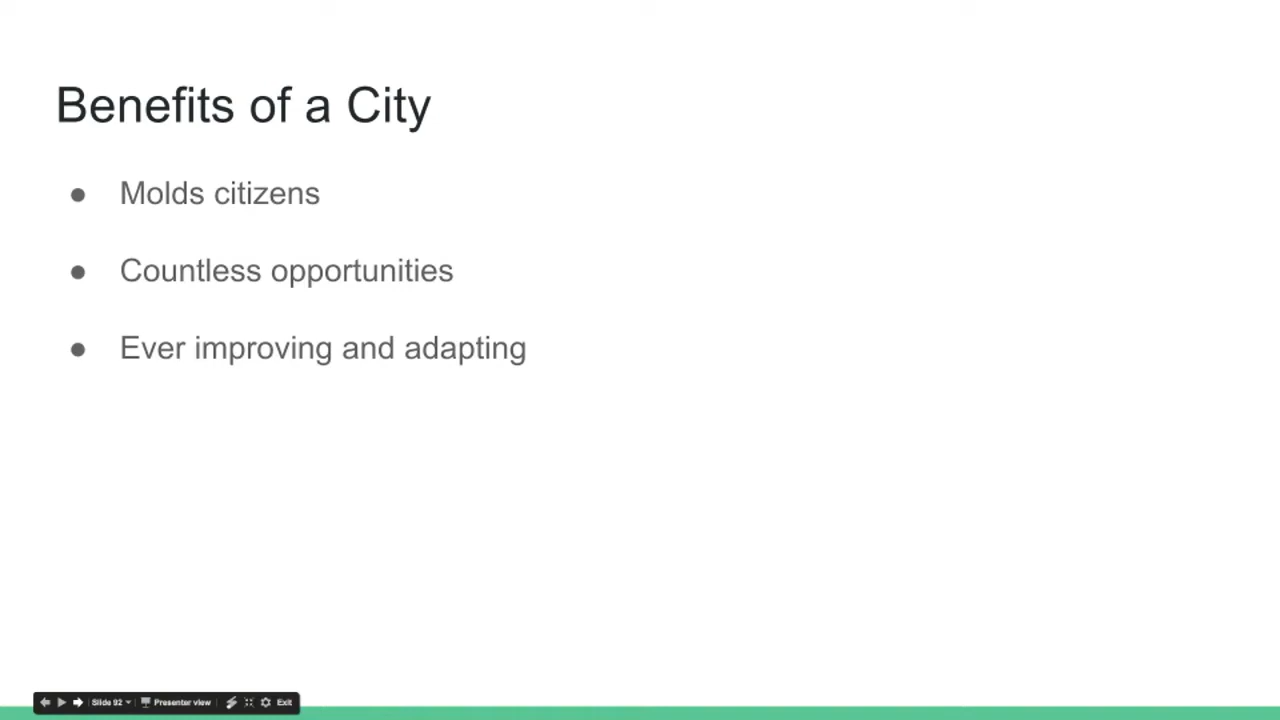 Benefits of a City
● Molds citizens
● Countless opportunities
● Ever improving and adapting
Slide 92 Presenter view Exit